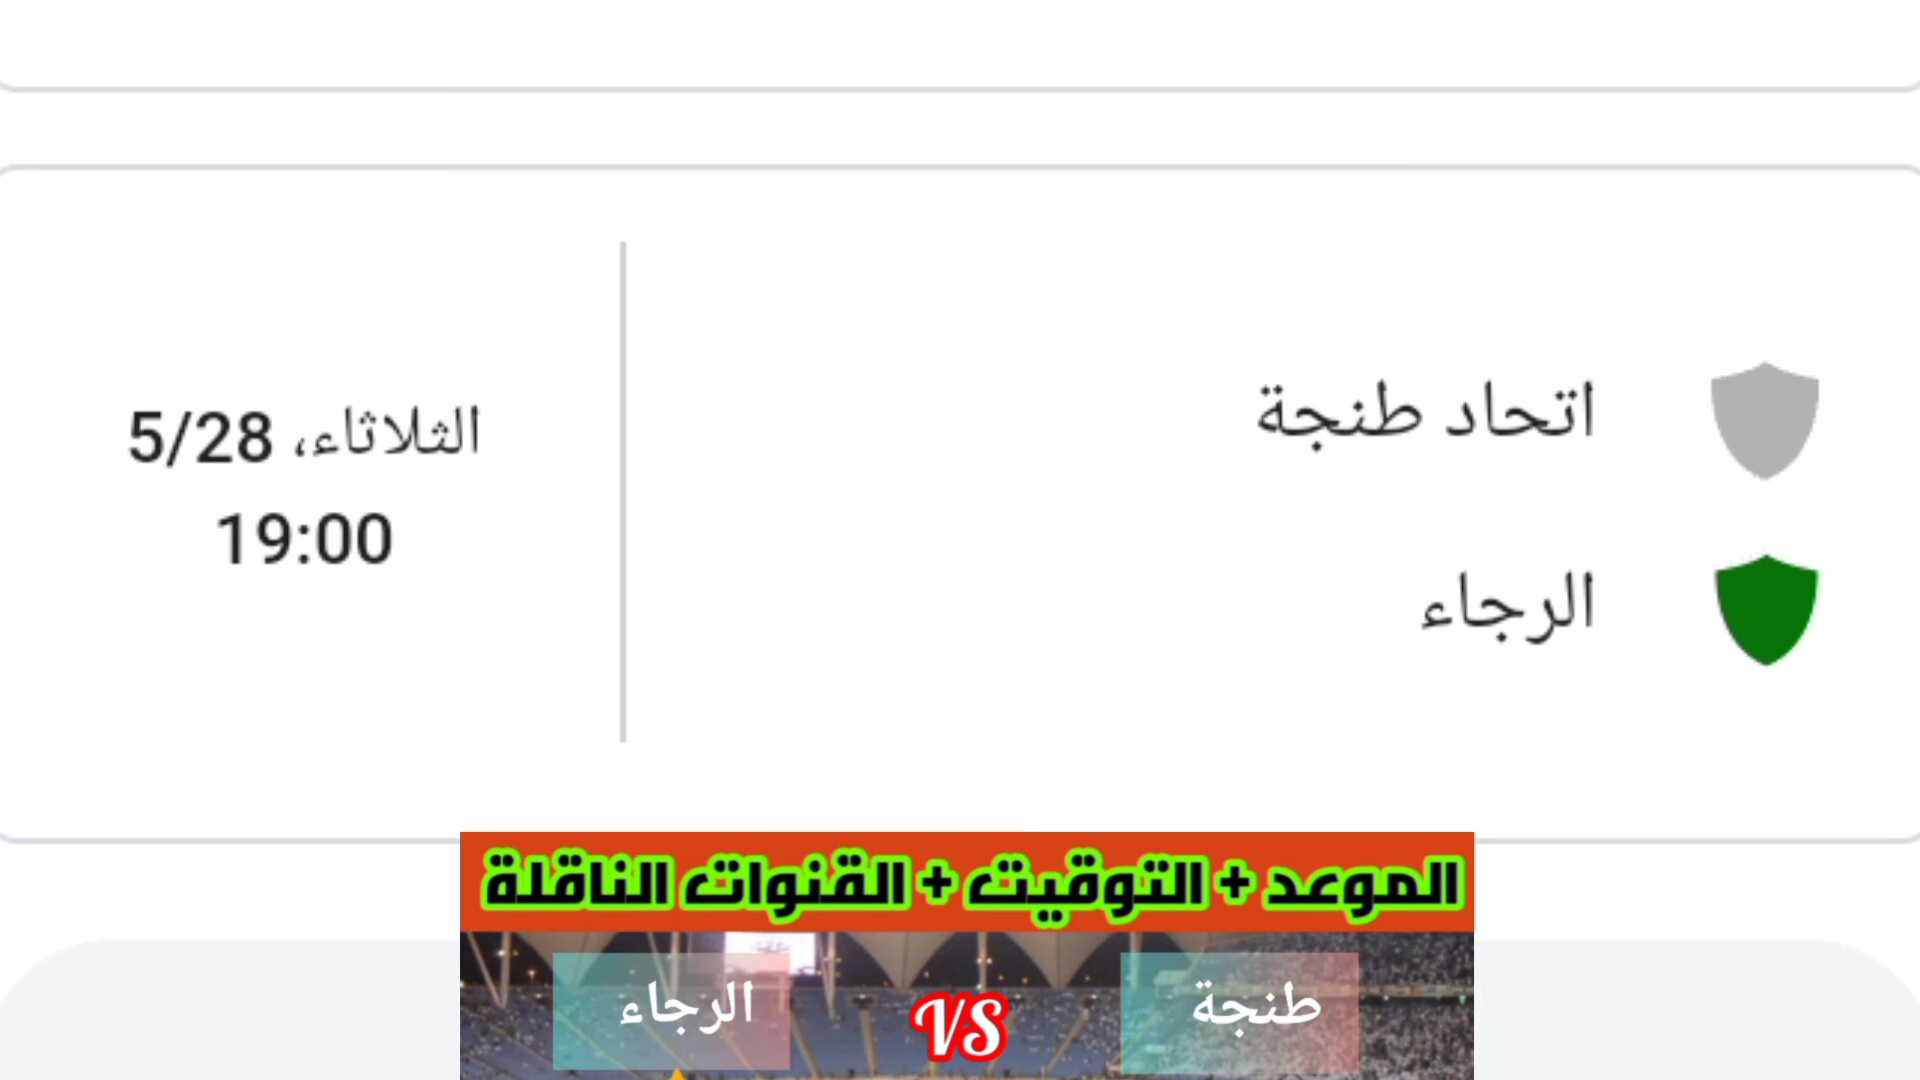 اتحاد طنجة
الرجاء
الثلاثاء، 5/28
19:00
الموعد + التوقيت + القنوات الناقلة
طنجة VS الرجاء